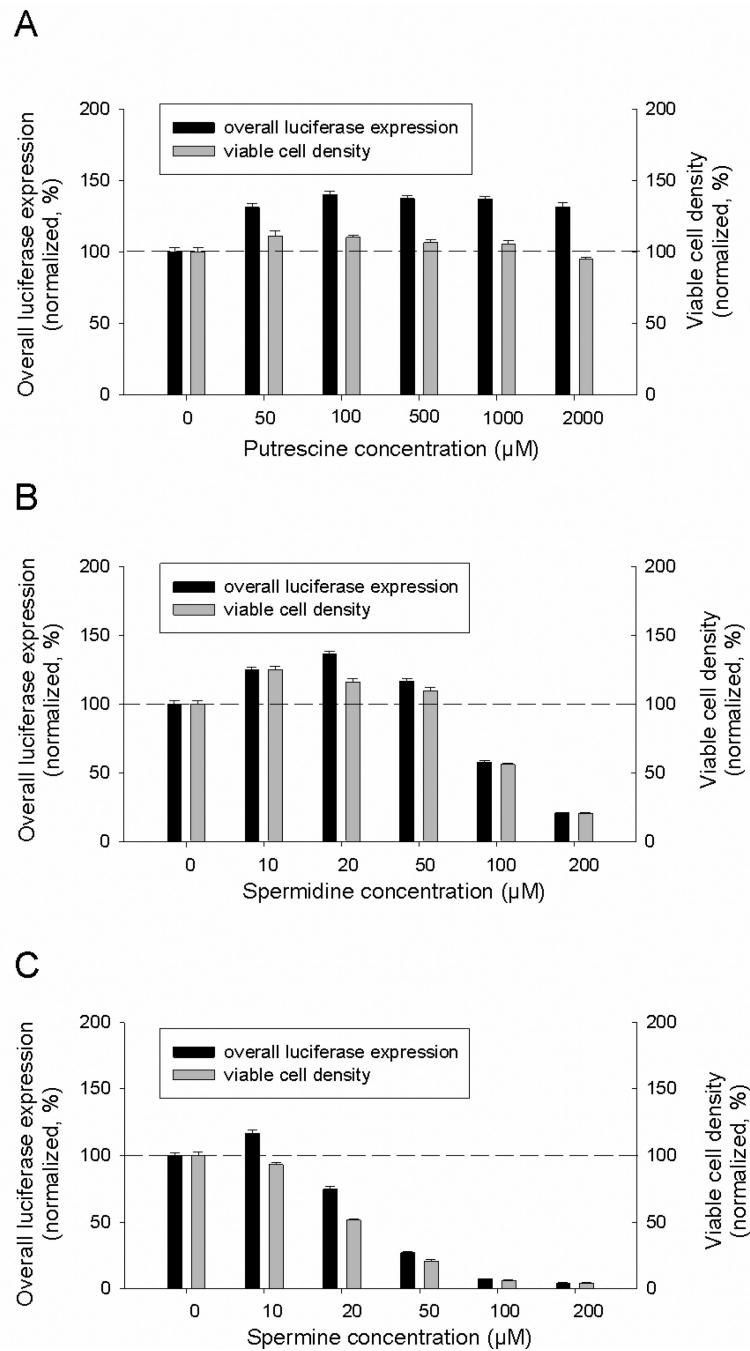 A
200
150
100
50
0
Overall luciferase expression
(normalized, %)
overall luciferase expression
viable cell density
200
150
100
50
0
Viable cell density
(normalized, %)
0 50 100 500 1000 2000
Putrescine concentration (µM)
B
200
150
100
50
0
Overall luciferase expression
(normalized, %)
overall luciferase expression
viable cell density
200
150
100
50
0
Viable cell density
(normalized, %)
0 10 20 50 100 200
Spermidine concentration (µM)
C
200
150
100
50
0
Overall luciferase expression
(normalized, %)
overall luciferase expression
viable cell density
200
150
100
50
0
Viable cell density
(normalized, %)
0 10 20 50 100 200
Spermine concentration (µM)